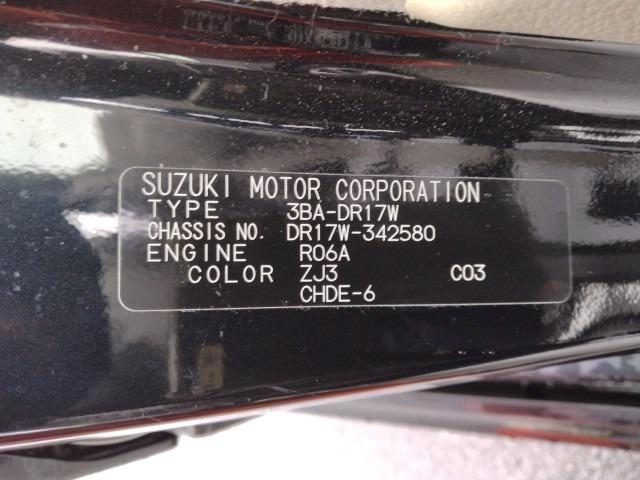 SUZUKI MOTOR CORPORATION
TYPE 3BA-DR17W
CHASSIS NO. DR17W-342580
ENGINE R06A
COLOR ZJ3 C03
CHDE-6